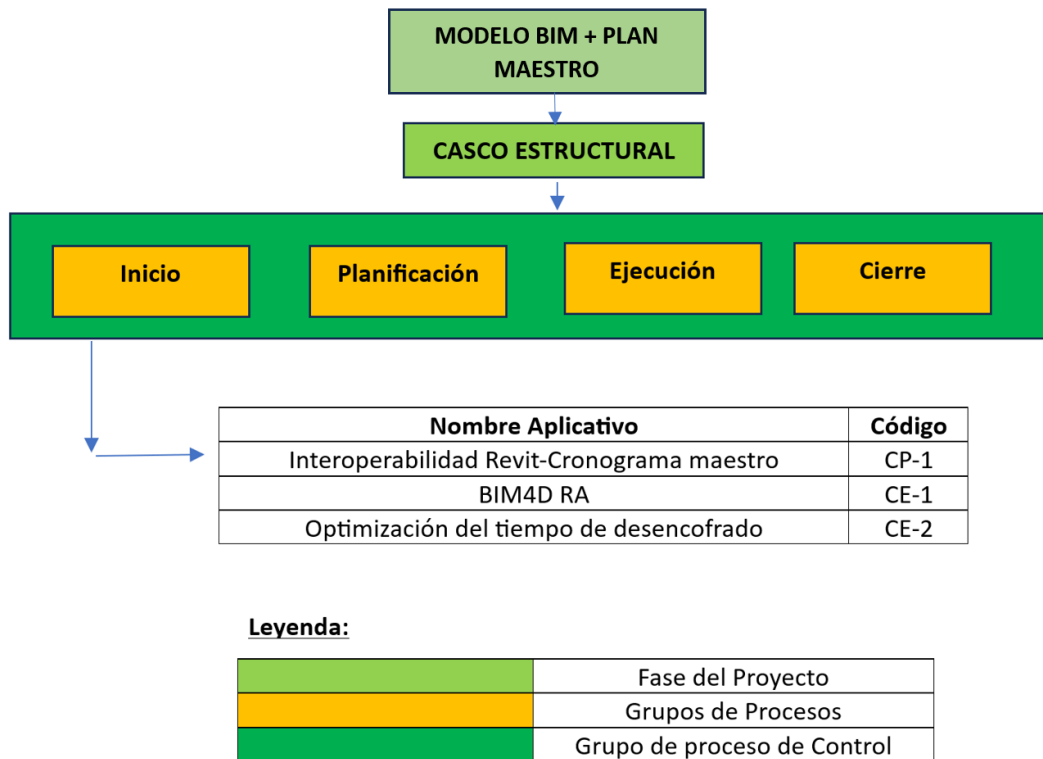 MODELO BIM + PLAN
MAESTRO
CASCO ESTRUCTURAL
Inicio
Planificación
Ejecución
Cierre
Nombre Aplicativo Código
Interoperabilidad Revit-Cronograma maestro CP-1
BIM4D RA CE-1
Optimización del tiempo de desencofrado CE-2
Leyenda:
Fase del Proyecto
Grupos de Procesos
Grupo de proceso de Control